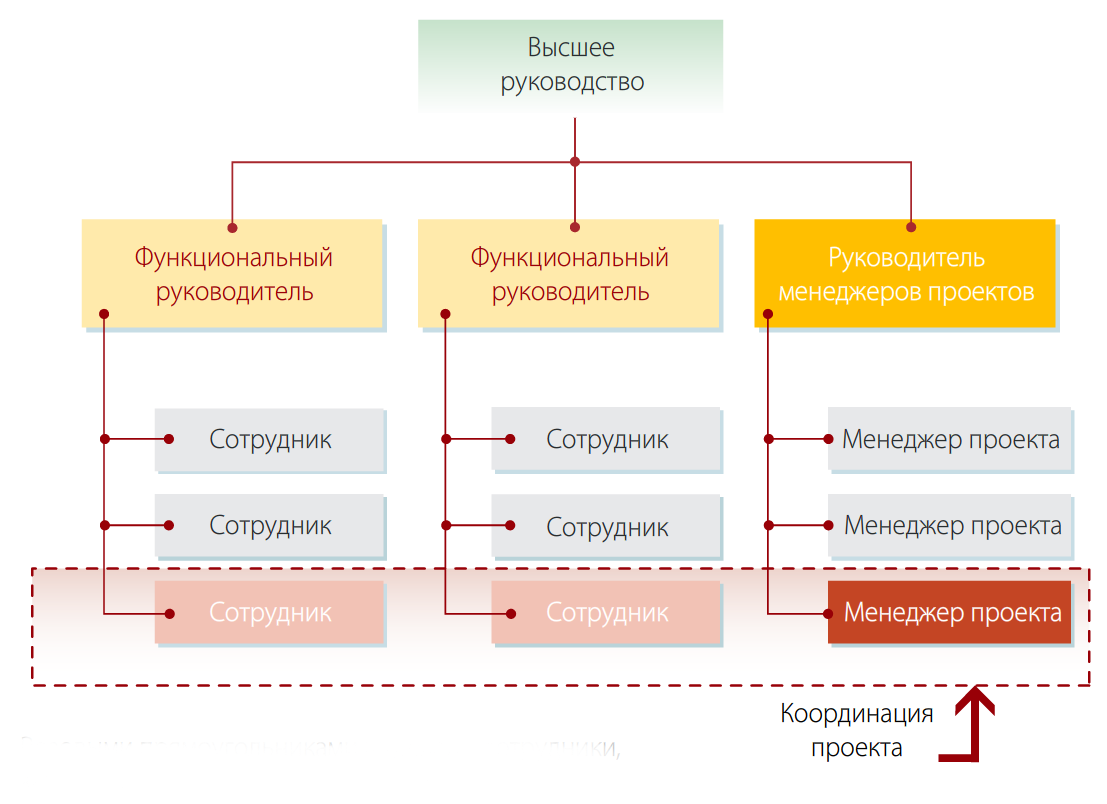 Высшее
руководство
Функциональный
руководитель
Функциональный
руководитель
Руководитель
менеджеров проектов
Сотрудник
Сотрудник
Менеджер проекта
Сотрудник
Сотрудник
Менеджер проекта
Сотрудник
Сотрудник
Менеджер проекта
Координация
проекта